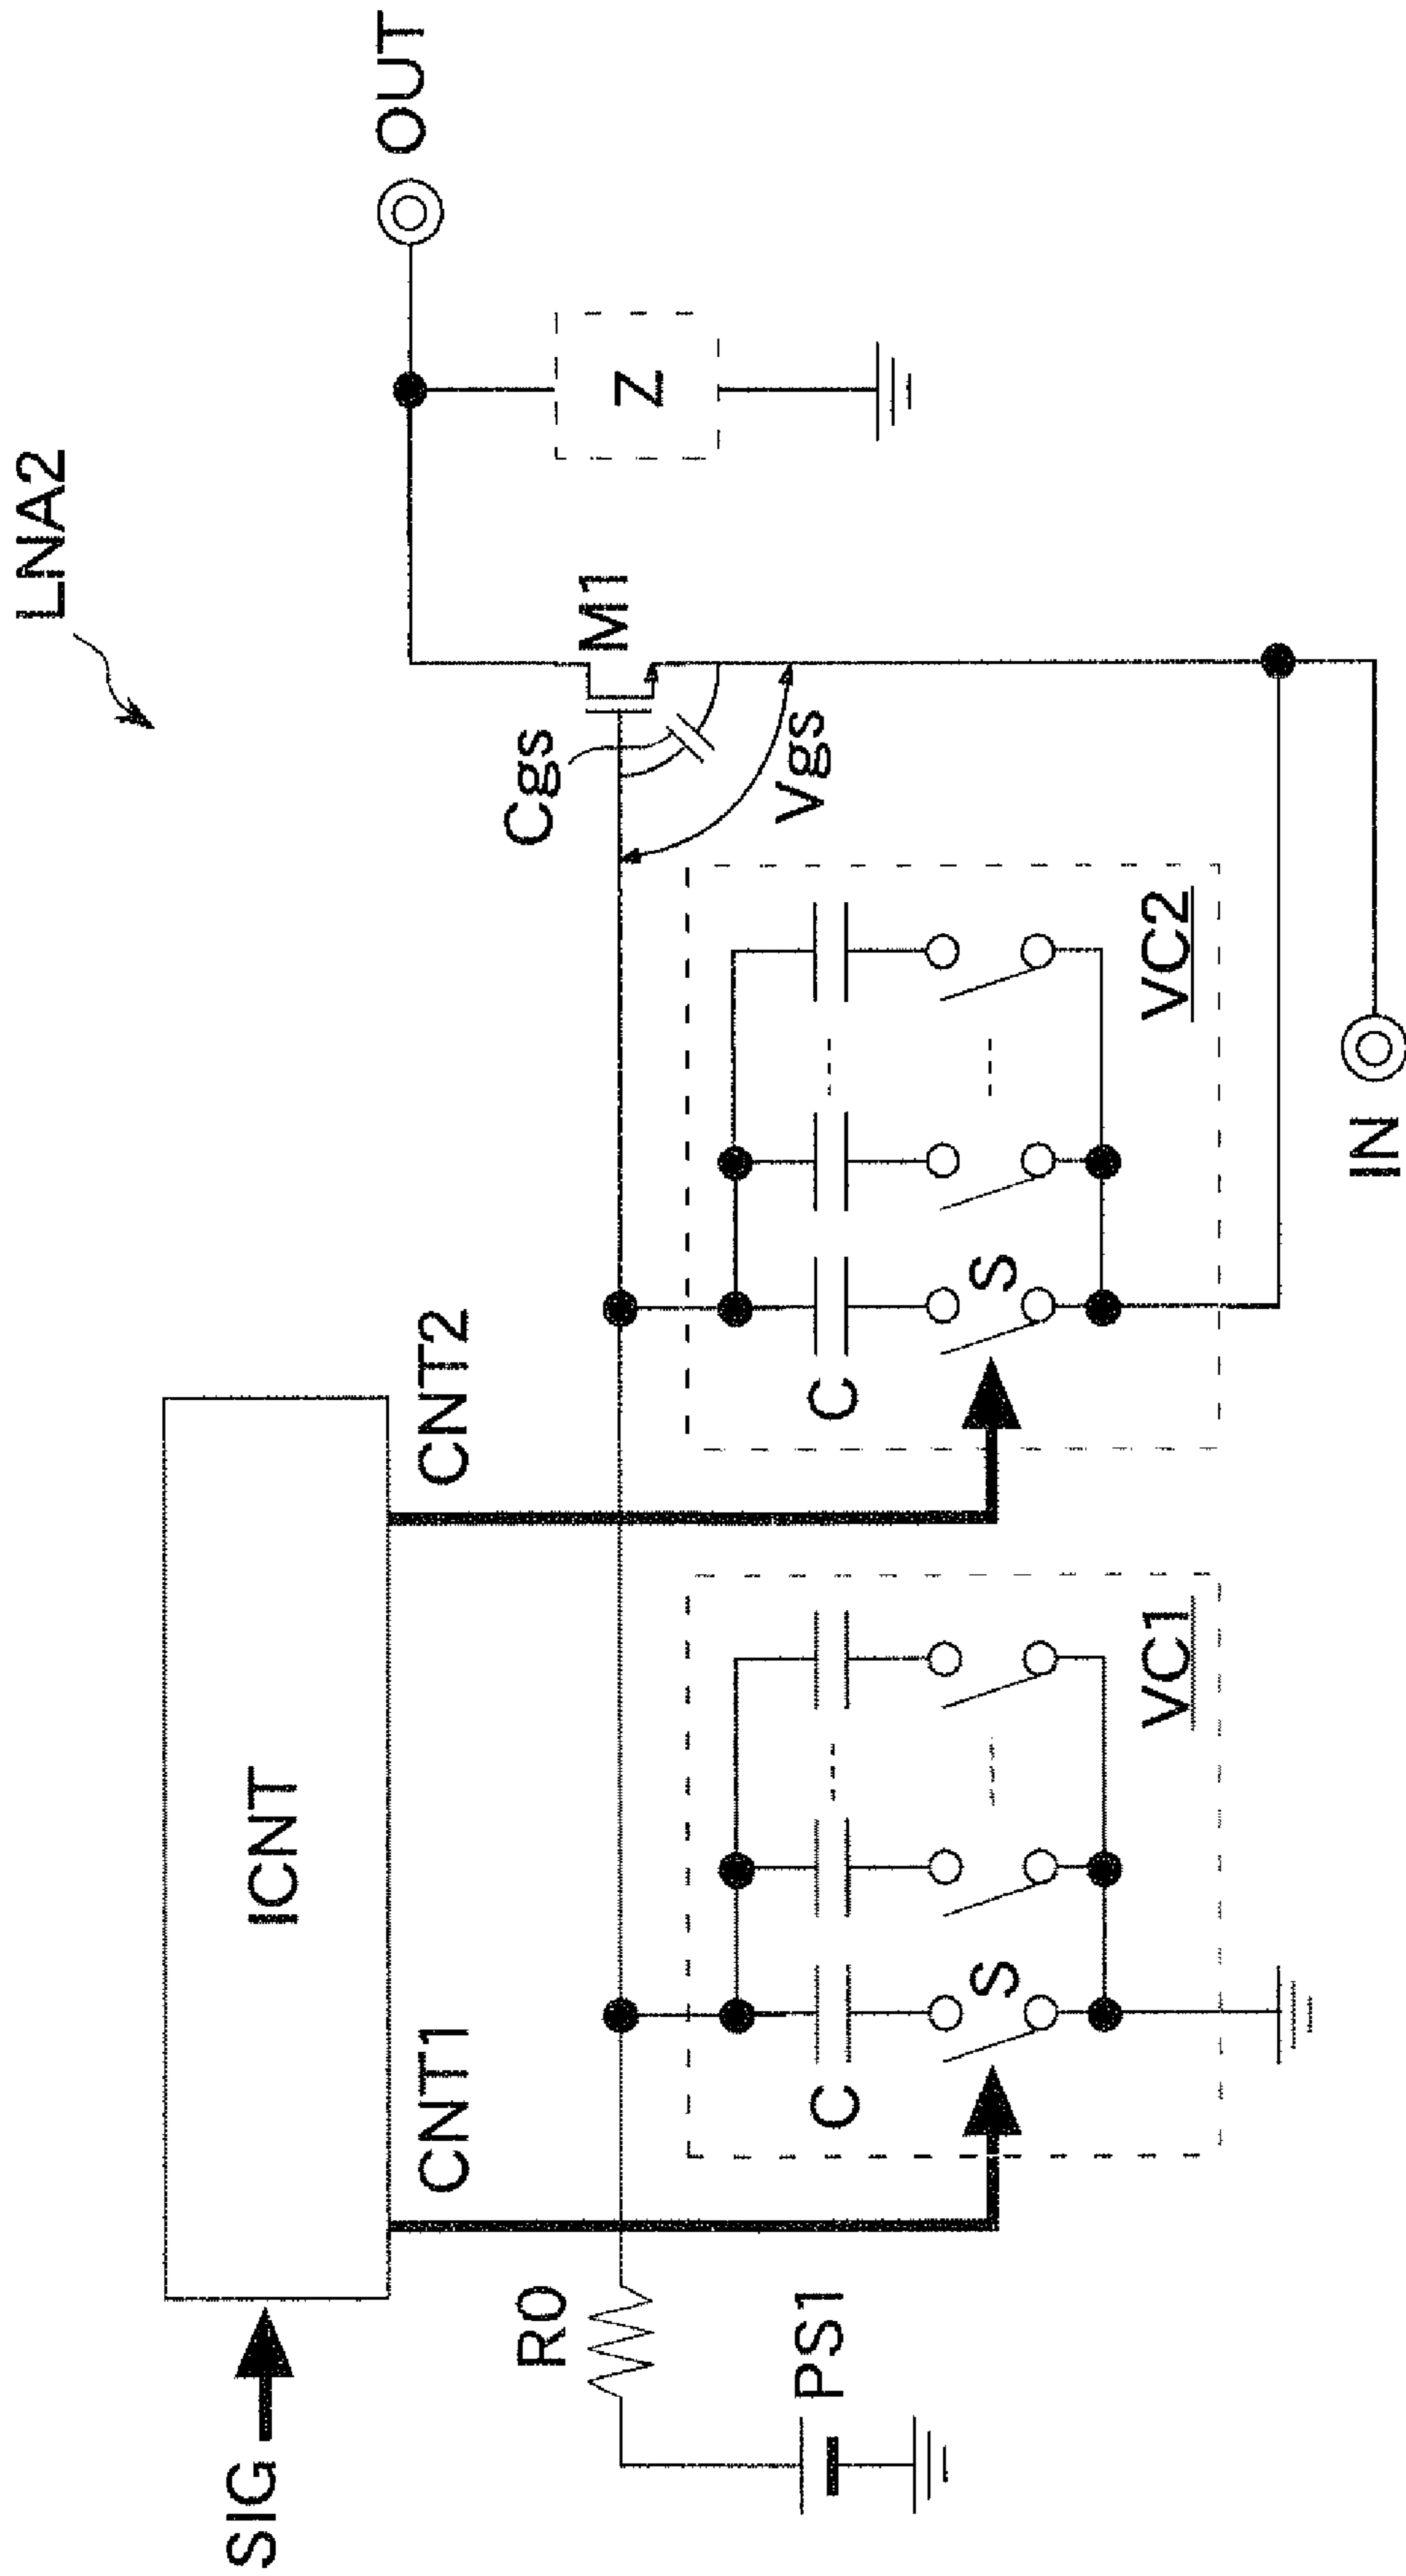 LNA2
SIG
ICNT
CNT1
CNT2
OUT
R0
Cgs
M1
Z
PS1
Vgs
C
S
VC1
C
S
VC2
IN